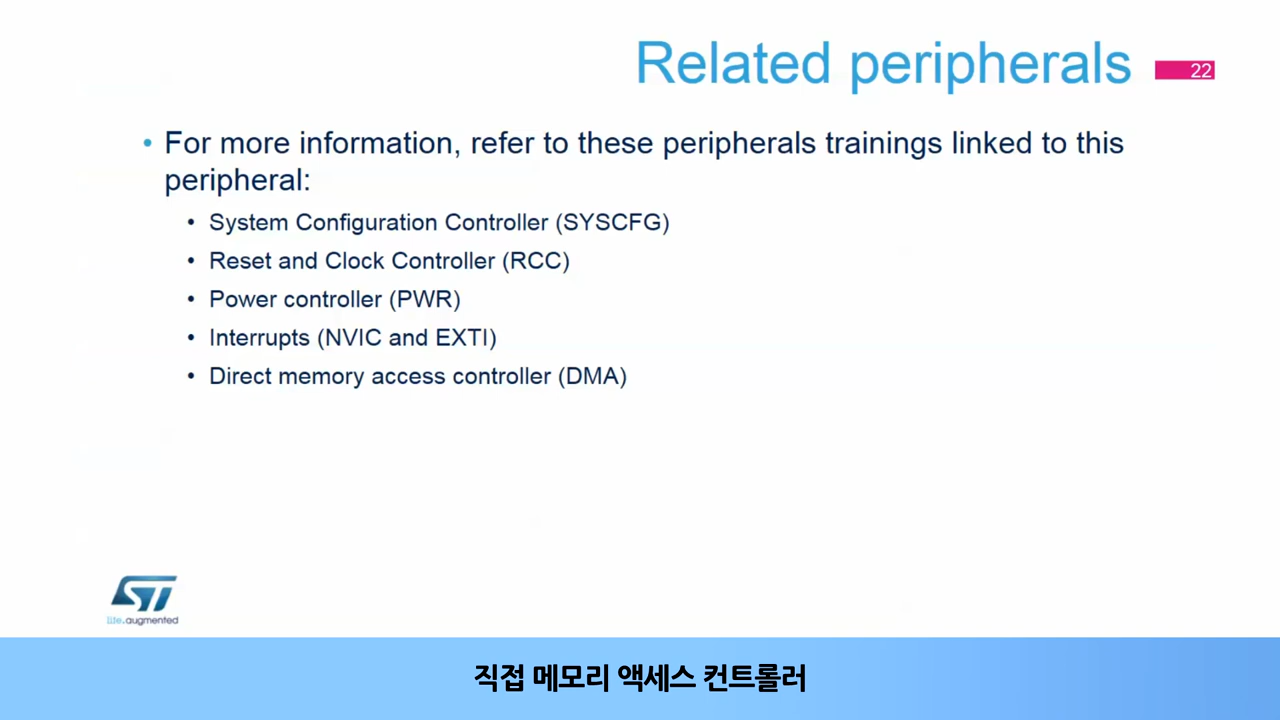 Related peripherals
22
• For more information, refer to these peripherals trainings linked to this
peripheral:
• System Configuration Controller (SYSCFG)
• Reset and Clock Controller (RCC)
• Power controller (PWR)
• Interrupts (NVIC and EXTI)
• Direct memory access controller (DMA)
ST
life.augmented
직접 메모리 액세스 컨트롤러